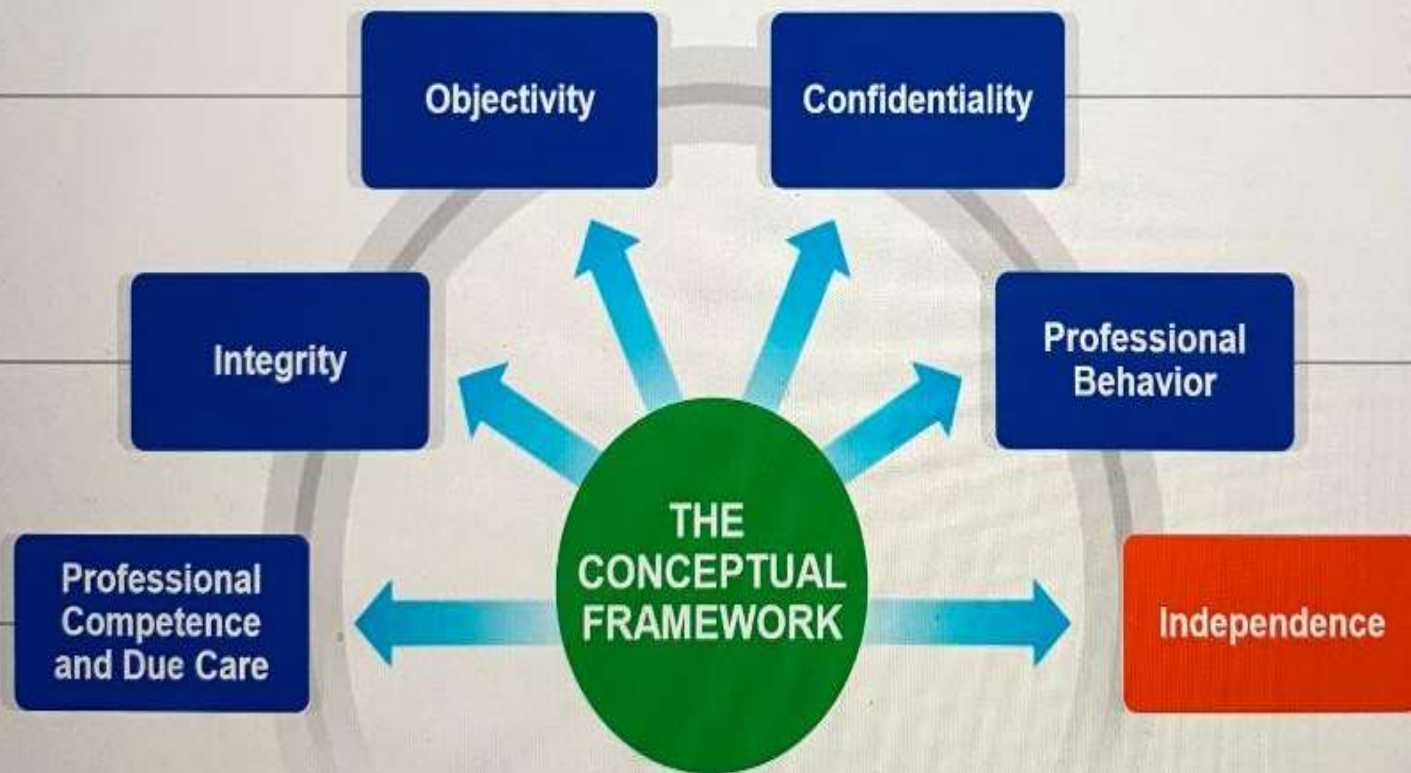 Objectivity
Confidentiality
Integrity
Professional
Behavior
THE
CONCEPTUAL
FRAMEWORK
Professional
Competence
and Due Care
Independence